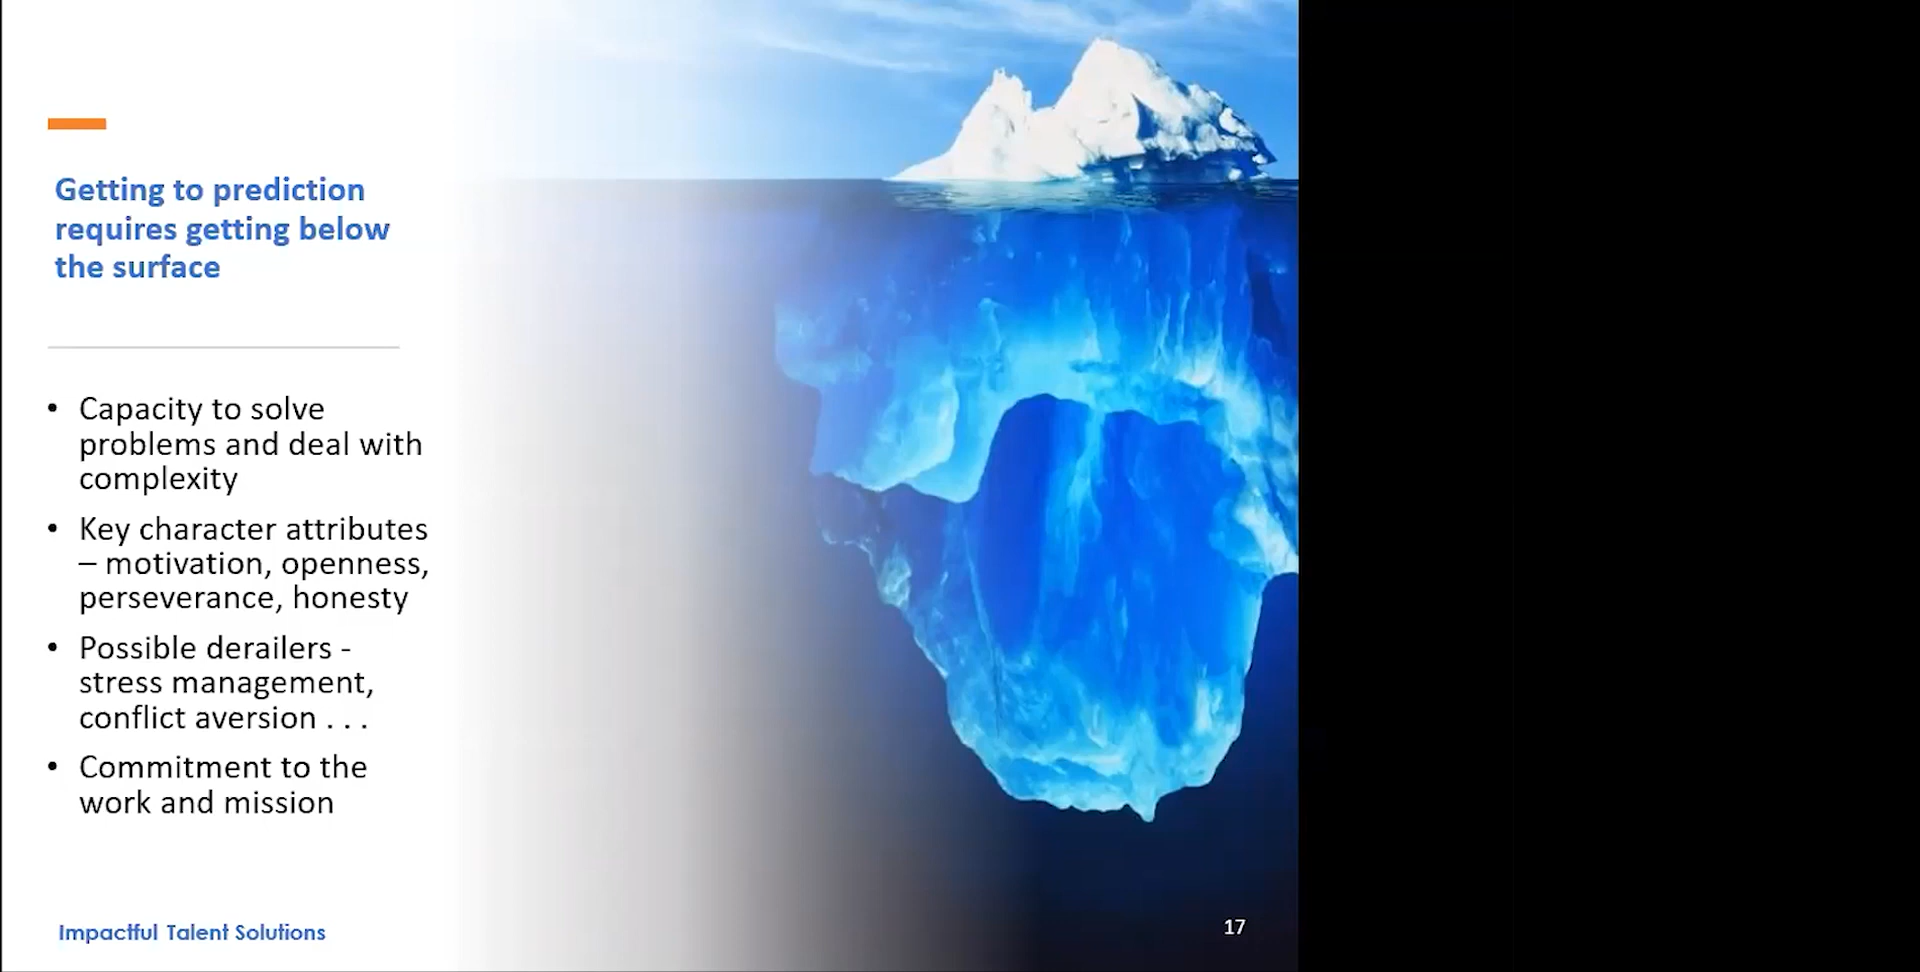 Getting to prediction
requires getting below
the surface
• Capacity to solve
problems and deal with
complexity
• Key character attributes
– motivation, openness,
perseverance, honesty
• Possible derailers -
stress management,
conflict aversion . . .
• Commitment to the
work and mission
Impactful Talent Solutions
17